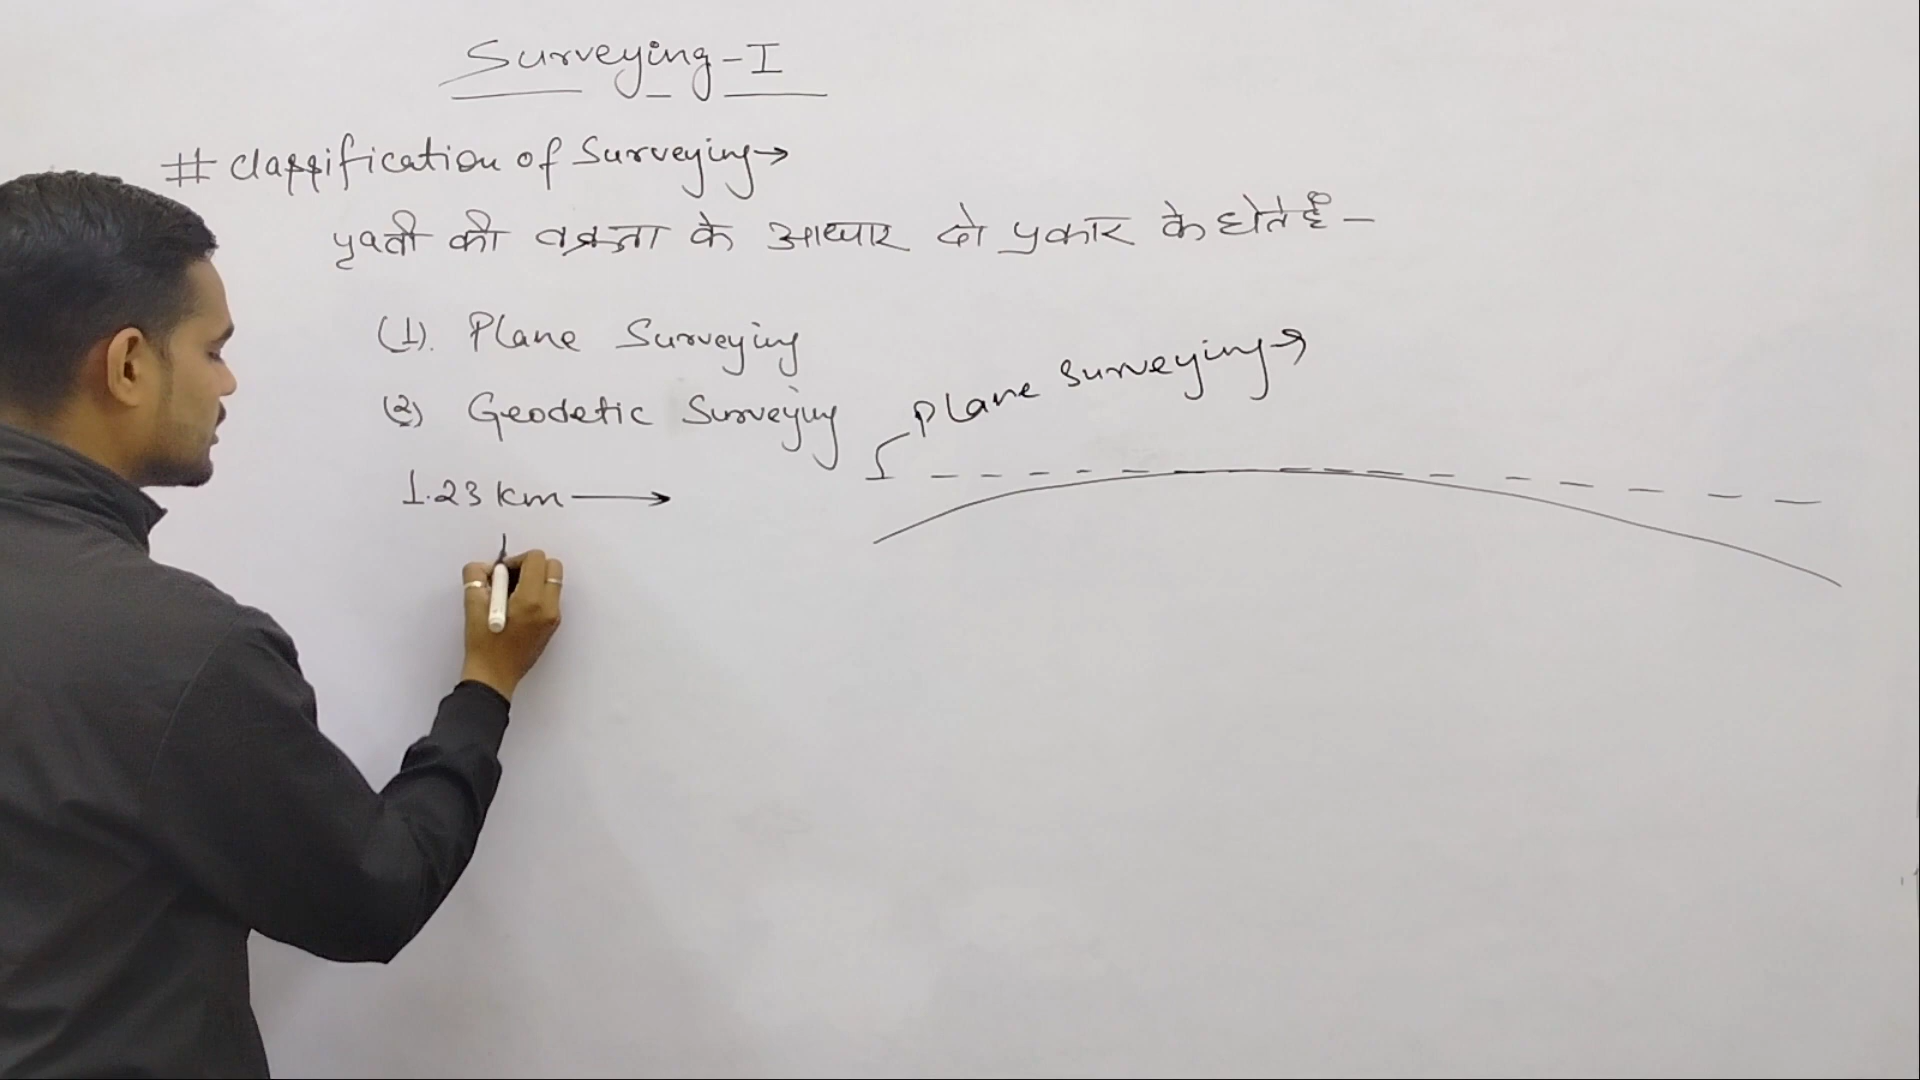 Surveying-I
# Classification of Surveying→
पृथ्वी की वक्रता के आधार दो प्रकार के होते हैं –
(1). Plane Surveying
(2) Geodetic Surveying
1.23 km →
Plane Surveying→